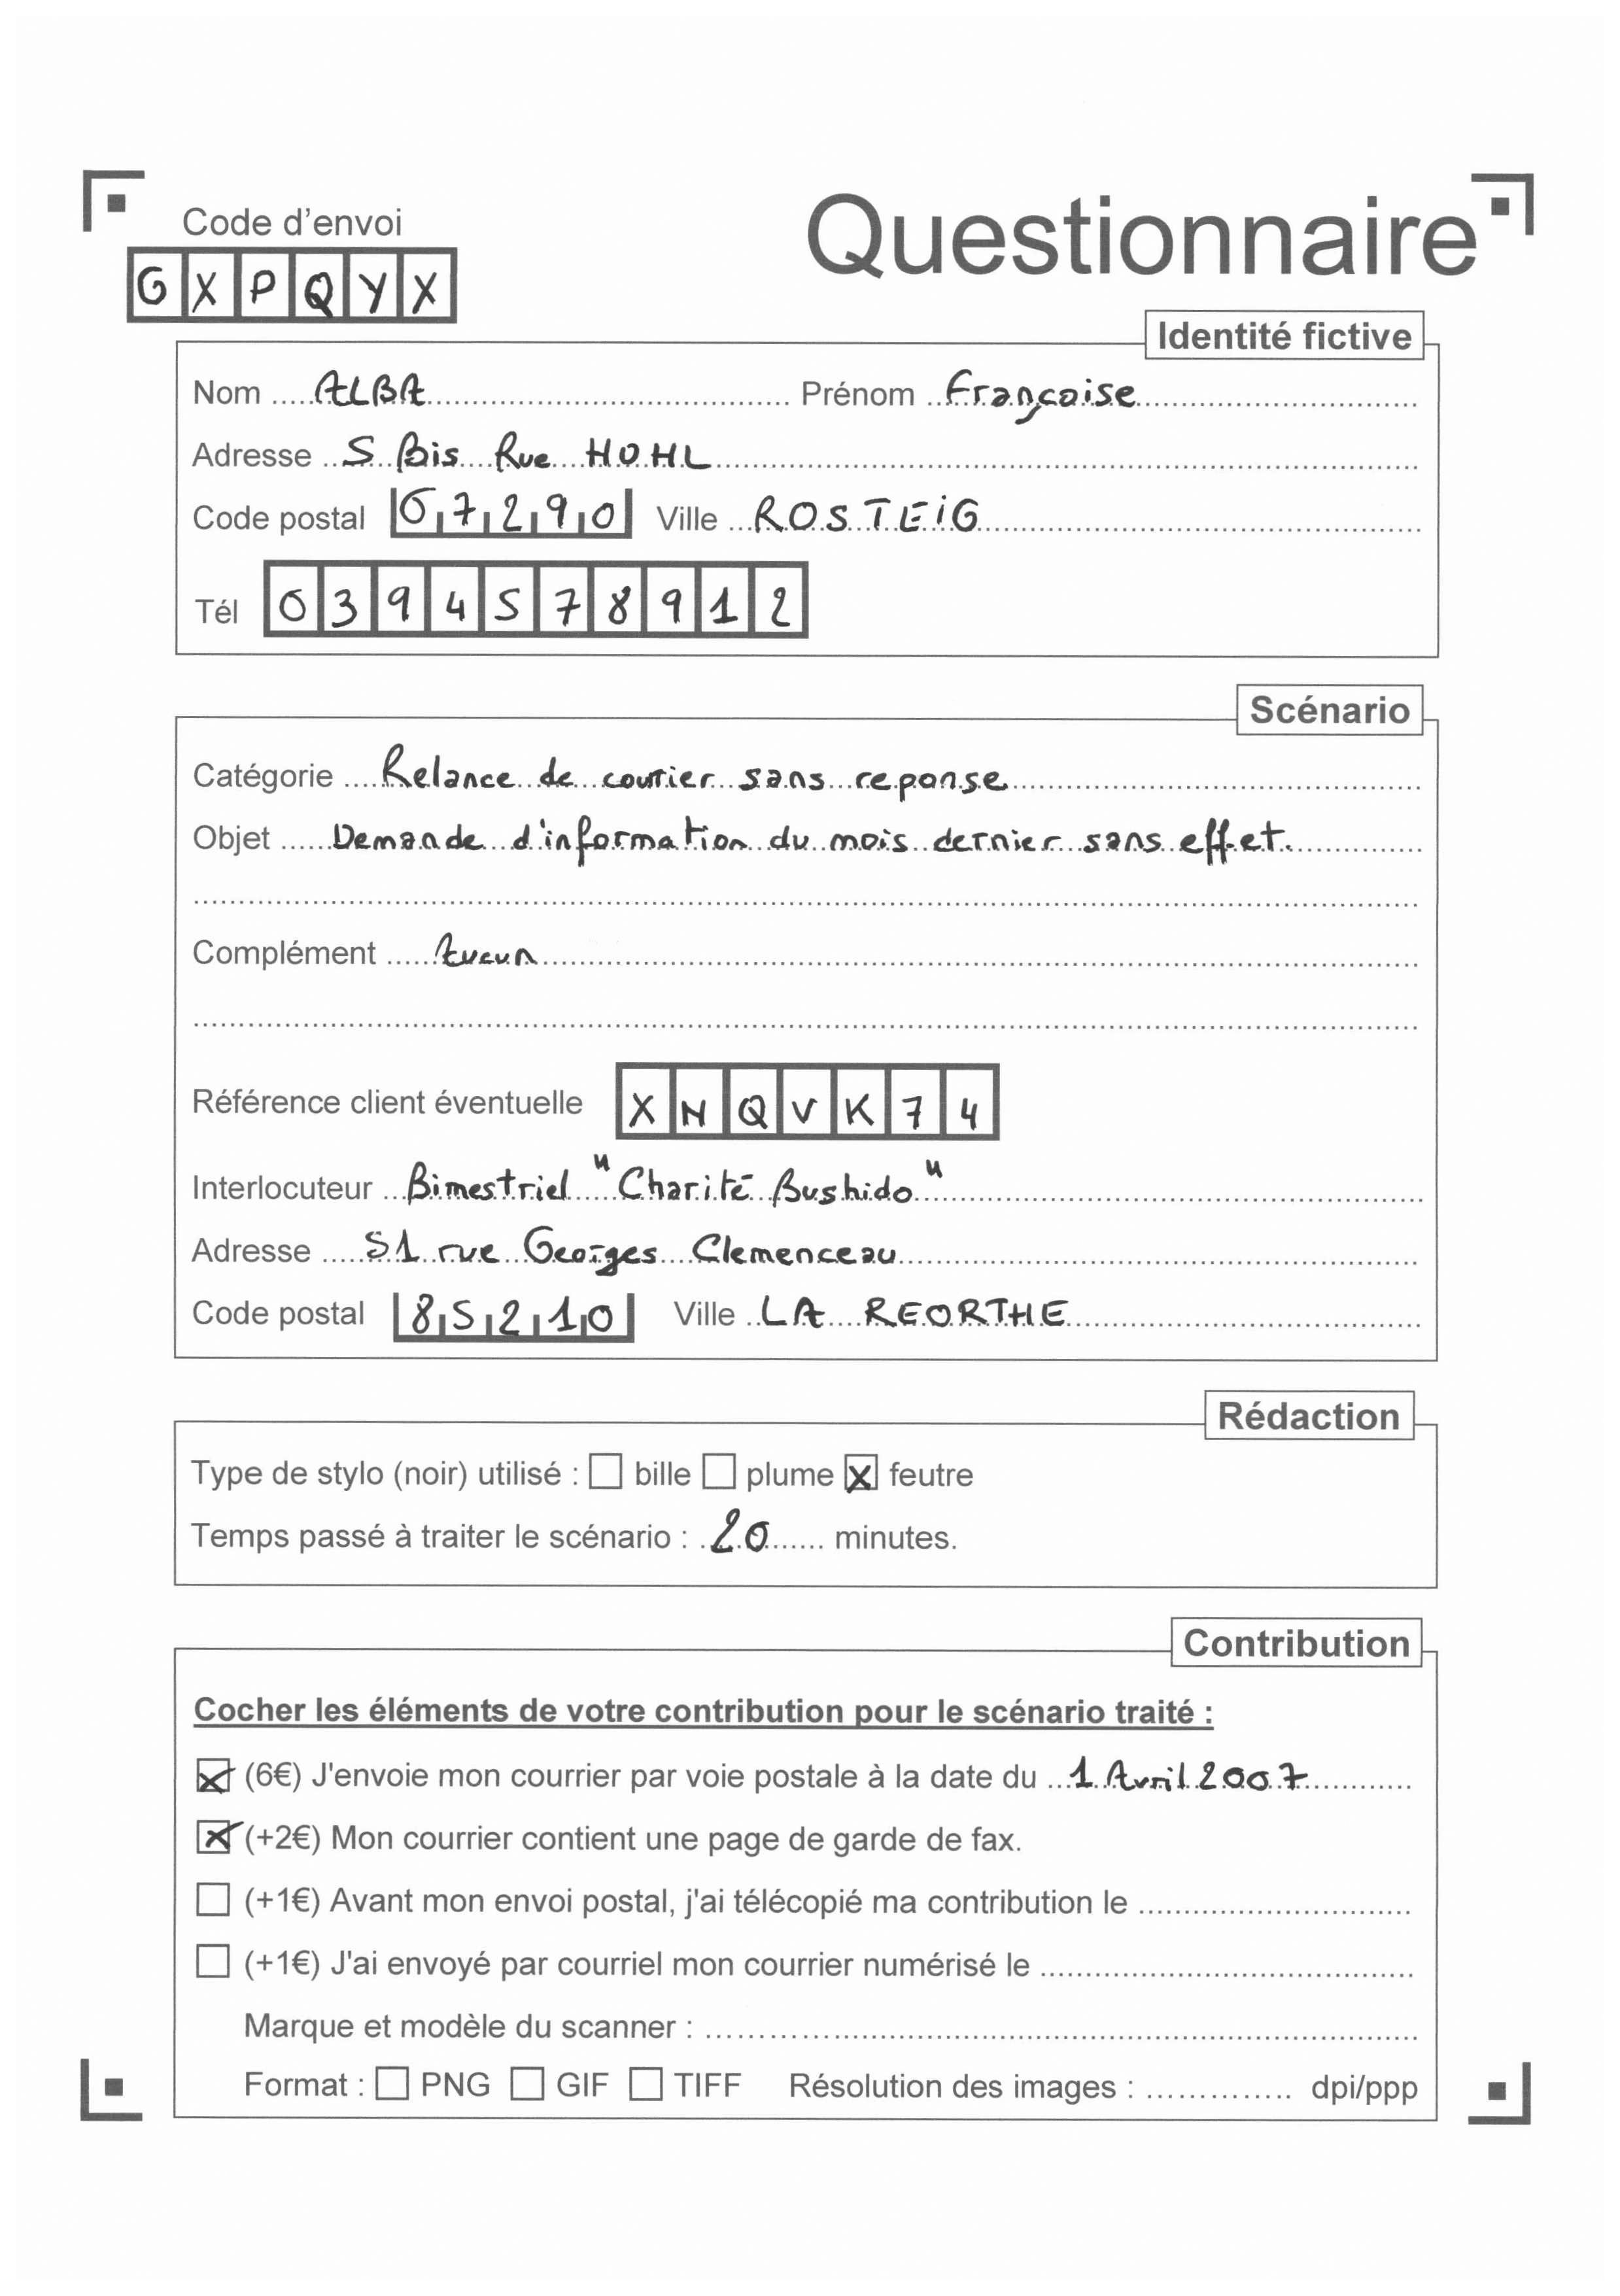 Code d'envoi
Questionnaire
GXPQYX
Identité fictive
Nom ALBA Prénom Françoise
Adresse 5 Bis Rue HOHL
Code postal 67290 Ville ROSTEiG
Tél 0394578912
Scénario
Catégorie Relance de courrier sans reponse
Objet Demande d'information du mois dernier sans effet.
Complément Aucun
Référence client éventuelle XNQVK74
Interlocuteur Bimestriel "Charité Bushido"
Adresse 51 rue Georges Clemenceau
Code postal 85210 Ville LA REORTHE
Rédaction
Type de stylo (noir) utilisé : ☐ bille ☐ plume ☒ feutre
Temps passé à traiter le scénario : 20 minutes.
Contribution
Cocher les éléments de votre contribution pour le scénario traité :
☒ (6€) J'envoie mon courrier par voie postale à la date du 1 Avril 2007
☒ (+2€) Mon courrier contient une page de garde de fax.
☐ (+1€) Avant mon envoi postal, j'ai télécopié ma contribution le
☐ (+1€) J'ai envoyé par courriel mon courrier numérisé le
Marque et modèle du scanner :
Format : ☐ PNG ☐ GIF ☐ TIFF Résolution des images : dpi/ppp